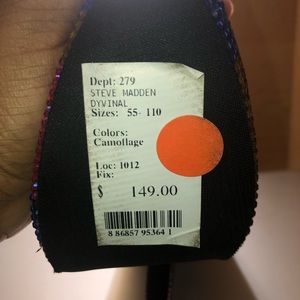 Dept: 279
STEVE MADDEN
DYVINAL
Sizes: 55- 110
Colors:
Camoflage
Loc: 1012
Fix:
$ 149.00
8 86857 95364 1